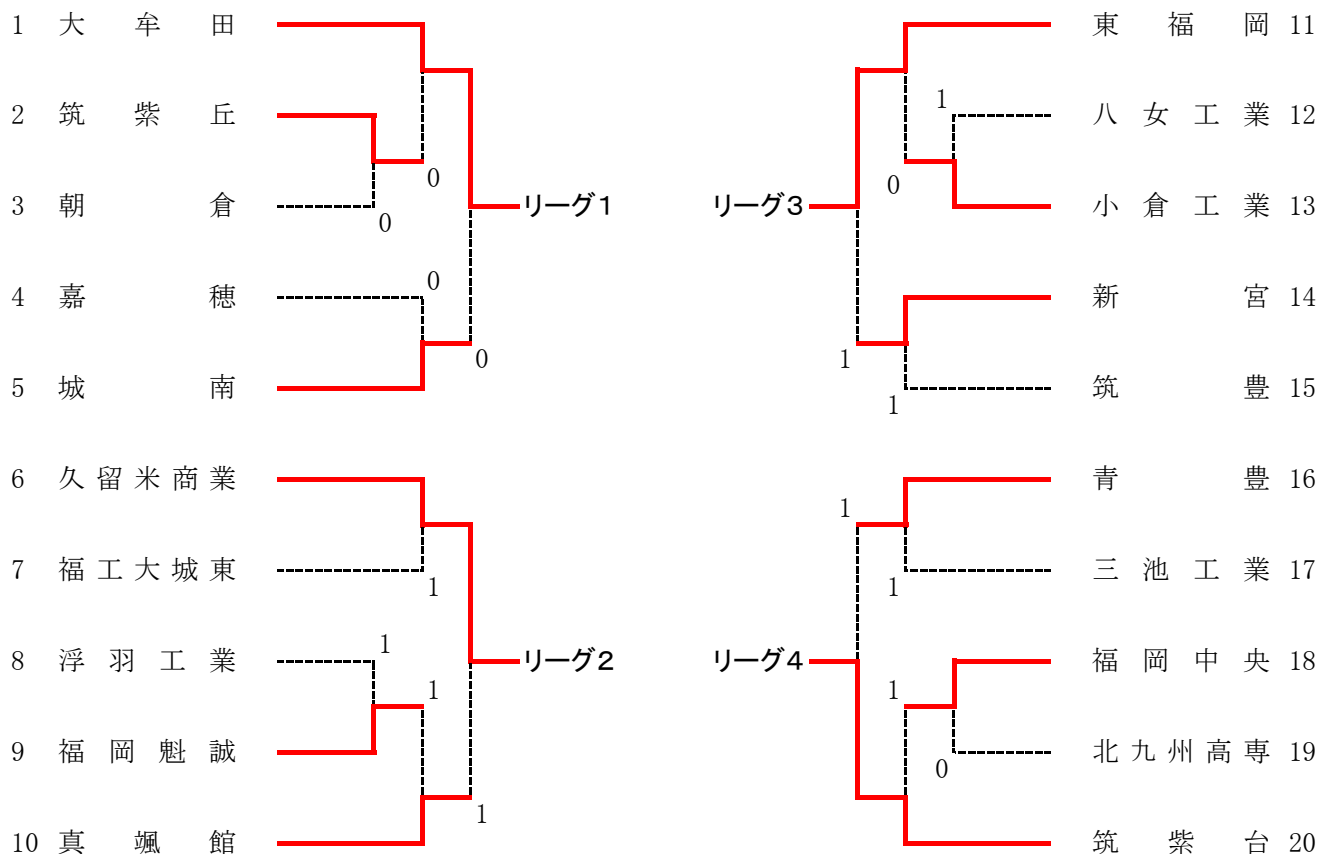 1 大牟田
2 筑紫丘
3 朝倉
4 嘉穂
5 城南
0
0
0
0
リーグ1
6 久留米商業
7 福工大城東
8 浮羽工業
9 福岡魁誠
10 真颯館
1
1
1
1
リーグ2
東福岡 11
八女工業 12
小倉工業 13
新宮 14
筑豊 15
1
0
リーグ3
1
1
青豊 16
三池工業 17
福岡中央 18
北九州高専 19
筑紫台 20
1
1
リーグ4
1
0